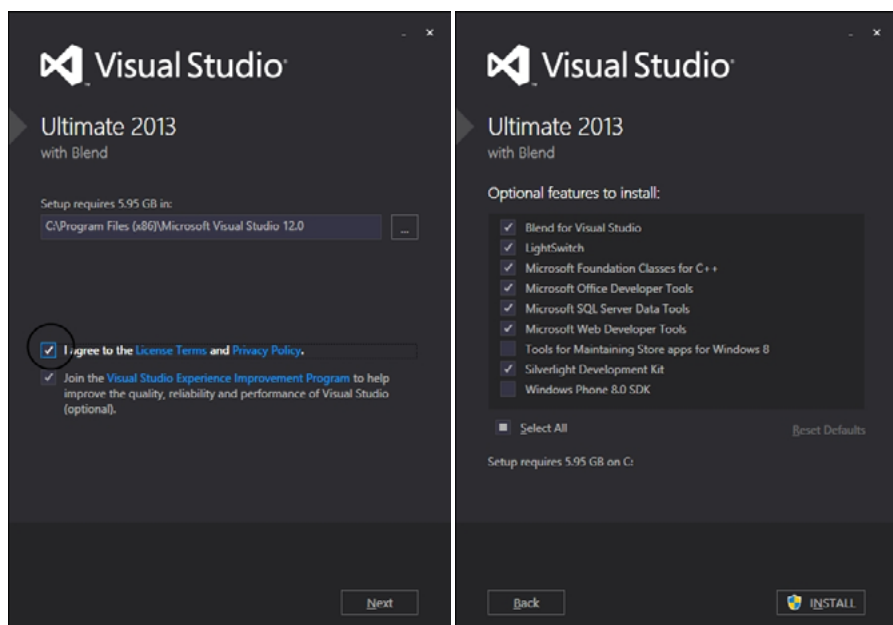 Visual Studio
Ultimate 2013
with Blend
Setup requires 5.95 GB in:
C:\Program Files (x86)\Microsoft Visual Studio 12.0
...
I agree to the License Terms and Privacy Policy.
Join the Visual Studio Experience Improvement Program to help
improve the quality, reliability and performance of Visual Studio
(optional).
Next
Visual Studio
Ultimate 2013
with Blend
Optional features to install:
Blend for Visual Studio
LightSwitch
Microsoft Foundation Classes for C++
Microsoft Office Developer Tools
Microsoft SQL Server Data Tools
Microsoft Web Developer Tools
Tools for Maintaining Store apps for Windows 8
Silverlight Development Kit
Windows Phone 8.0 SDK
Select All
Reset Defaults
Setup requires 5.95 GB on C:
Back
INSTALL